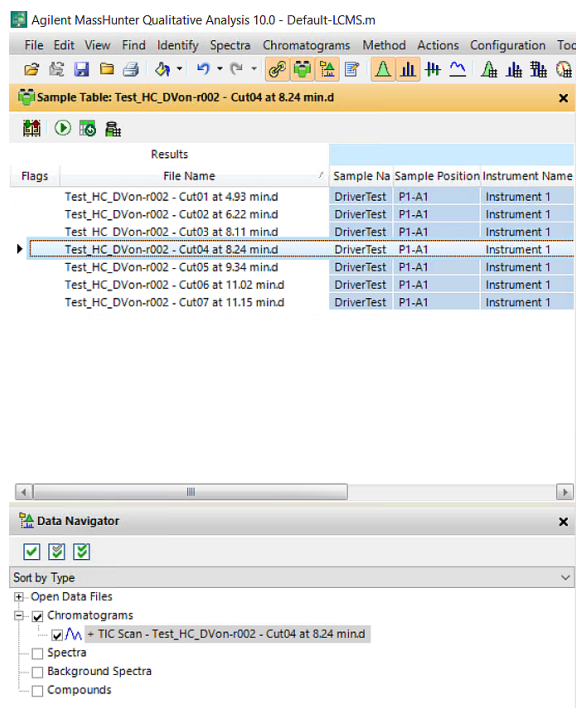 Agilent MassHunter Qualitative Analysis 10.0 - Default-LCMS.m
File Edit View Find Identify Spectra Chromatograms Method Actions Configuration Too
Sample Table: Test_HC_DVon-r002 - Cut04 at 8.24 min.d
Results
Flags File Name Sample Na Sample Position Instrument Name
Test_HC_DVon-r002 - Cut01 at 4.93 min.d DriverTest P1-A1 Instrument 1
Test_HC_DVon-r002 - Cut02 at 6.22 min.d DriverTest P1-A1 Instrument 1
Test_HC_DVon-r002 - Cut03 at 8.11 min.d DriverTest P1-A1 Instrument 1
Test_HC_DVon-r002 - Cut04 at 8.24 min.d DriverTest P1-A1 Instrument 1
Test_HC_DVon-r002 - Cut05 at 9.34 min.d DriverTest P1-A1 Instrument 1
Test_HC_DVon-r002 - Cut06 at 11.02 min.d DriverTest P1-A1 Instrument 1
Test_HC_DVon-r002 - Cut07 at 11.15 min.d DriverTest P1-A1 Instrument 1
Data Navigator
Sort by Type
Open Data Files
Chromatograms
+ TIC Scan - Test_HC_DVon-r002 - Cut04 at 8.24 min.d
Spectra
Background Spectra
Compounds